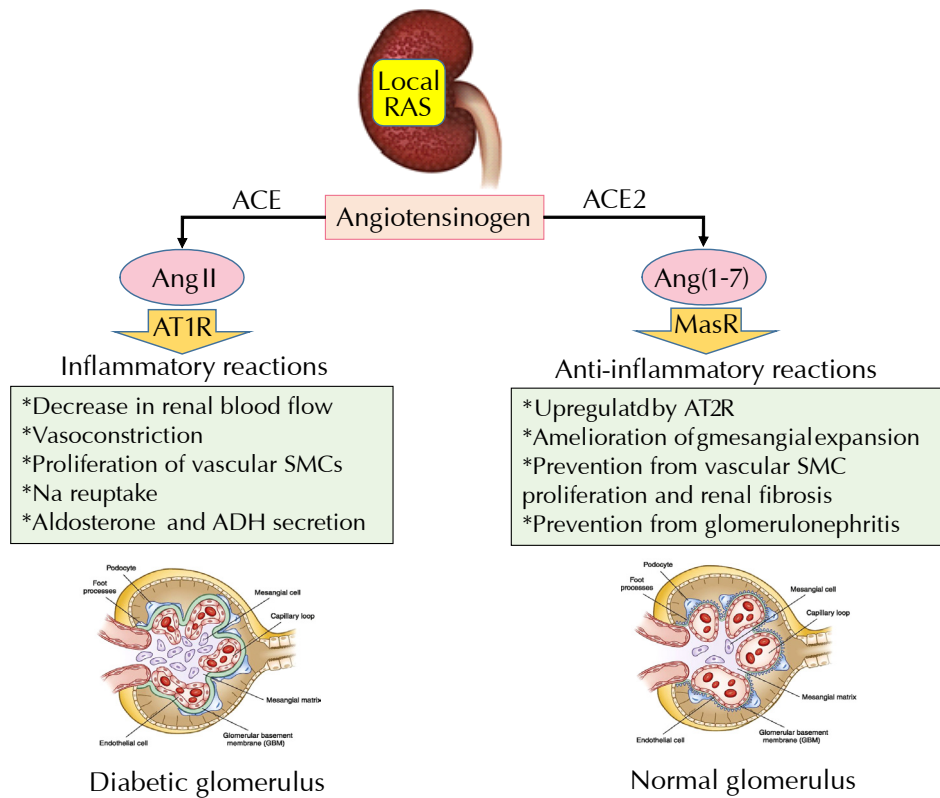 Local
RAS
ACE
Angiotensinogen
ACE2
Ang II
Ang(1-7)
AT1R
MasR
Inflammatory reactions
Anti-inflammatory reactions
*Decrease in renal blood flow
*Vasoconstriction
*Proliferation of vascular SMCs
*Na reuptake
*Aldosterone and ADH secretion
*Upregulatd by AT2R
*Amelioration of gmesangial expansion
*Prevention from vascular SMC
proliferation and renal fibrosis
*Prevention from glomerulonephritis
Podocyte
Foot
processes
Mesangial cell
Capillary loop
Mesangial matrix
Glomerular basement
membrane (GBM)
Endothelial cell
Podocyte
Foot
processes
Mesangial cell
Capillary loop
Mesangial matrix
Glomerular basement
membrane (GBM)
Endothelial cell
Diabetic glomerulus
Normal glomerulus